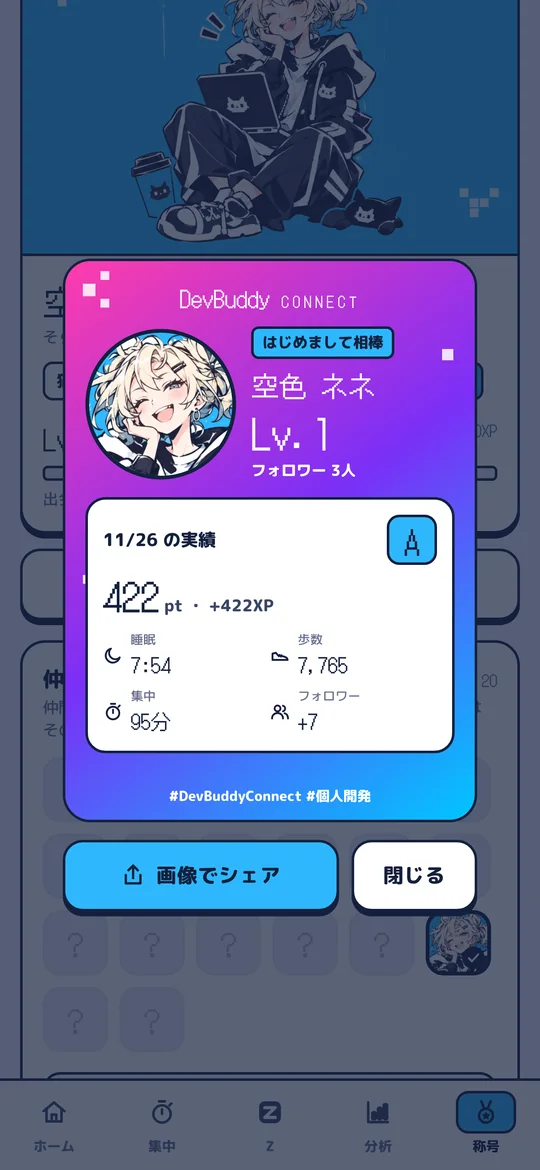 DevBuddy CONNECT
はじめまして相棒
空色 ネネ
Lv. 1
フォロワー 3人
11/26 の実績
A
422 pt ・ +422XP
睡眠
7:54
歩数
7,765
集中
95分
フォロワー
+7
#DevBuddyConnect #個人開発
画像でシェア
閉じる
20
? ? ? ? ?
? ?
ホーム
集中
Z
分析
称号